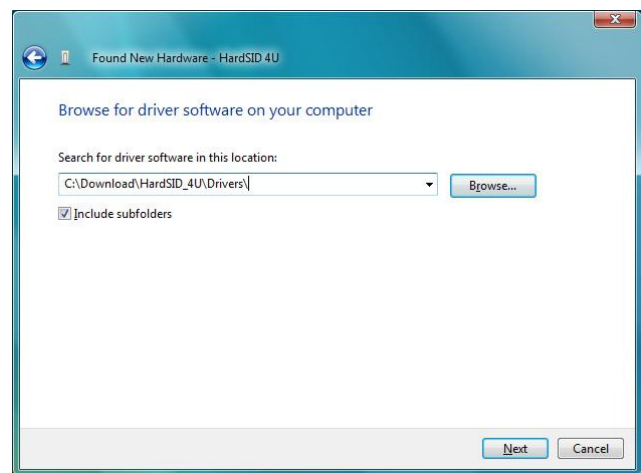 Found New Hardware - HardSID 4U
Browse for driver software on your computer
Search for driver software in this location:
C:\Download\HardSID_4U\Drivers\
Browse...
Include subfolders
Next
Cancel